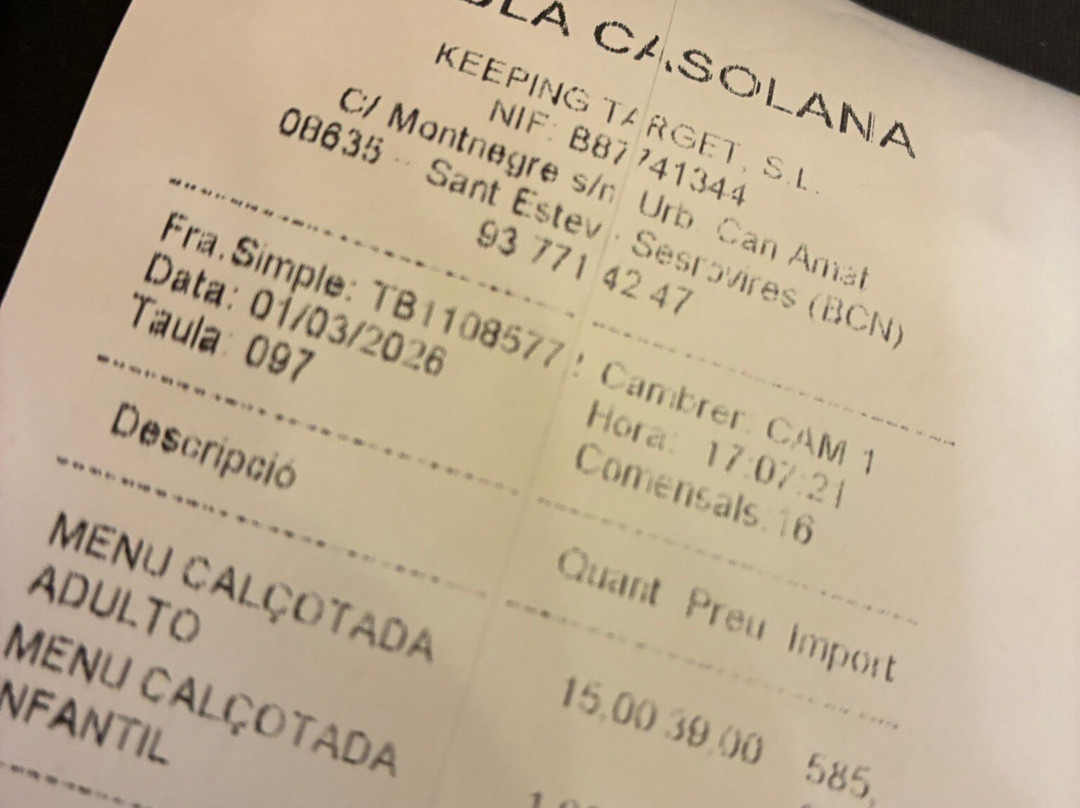 CASOLANA
KEEPING TARGET, S.L.
NIF: B87741344
C/ Montnegre s/n Urb. Can Amat
08635 - Sant Estev. Sesrovires (BCN)
93 771 42 47
Fra.Simple: TB11085771 Cambrer: CAM 1
Data: 01/03/2026 Hora: 17:07:21
Taula: 097 Comensals: 16
Descripció Quant Preu Import
MENU CALÇOTADA
ADULTO 15,00 39,00 585,
MENU CALÇOTADA
NFANTIL